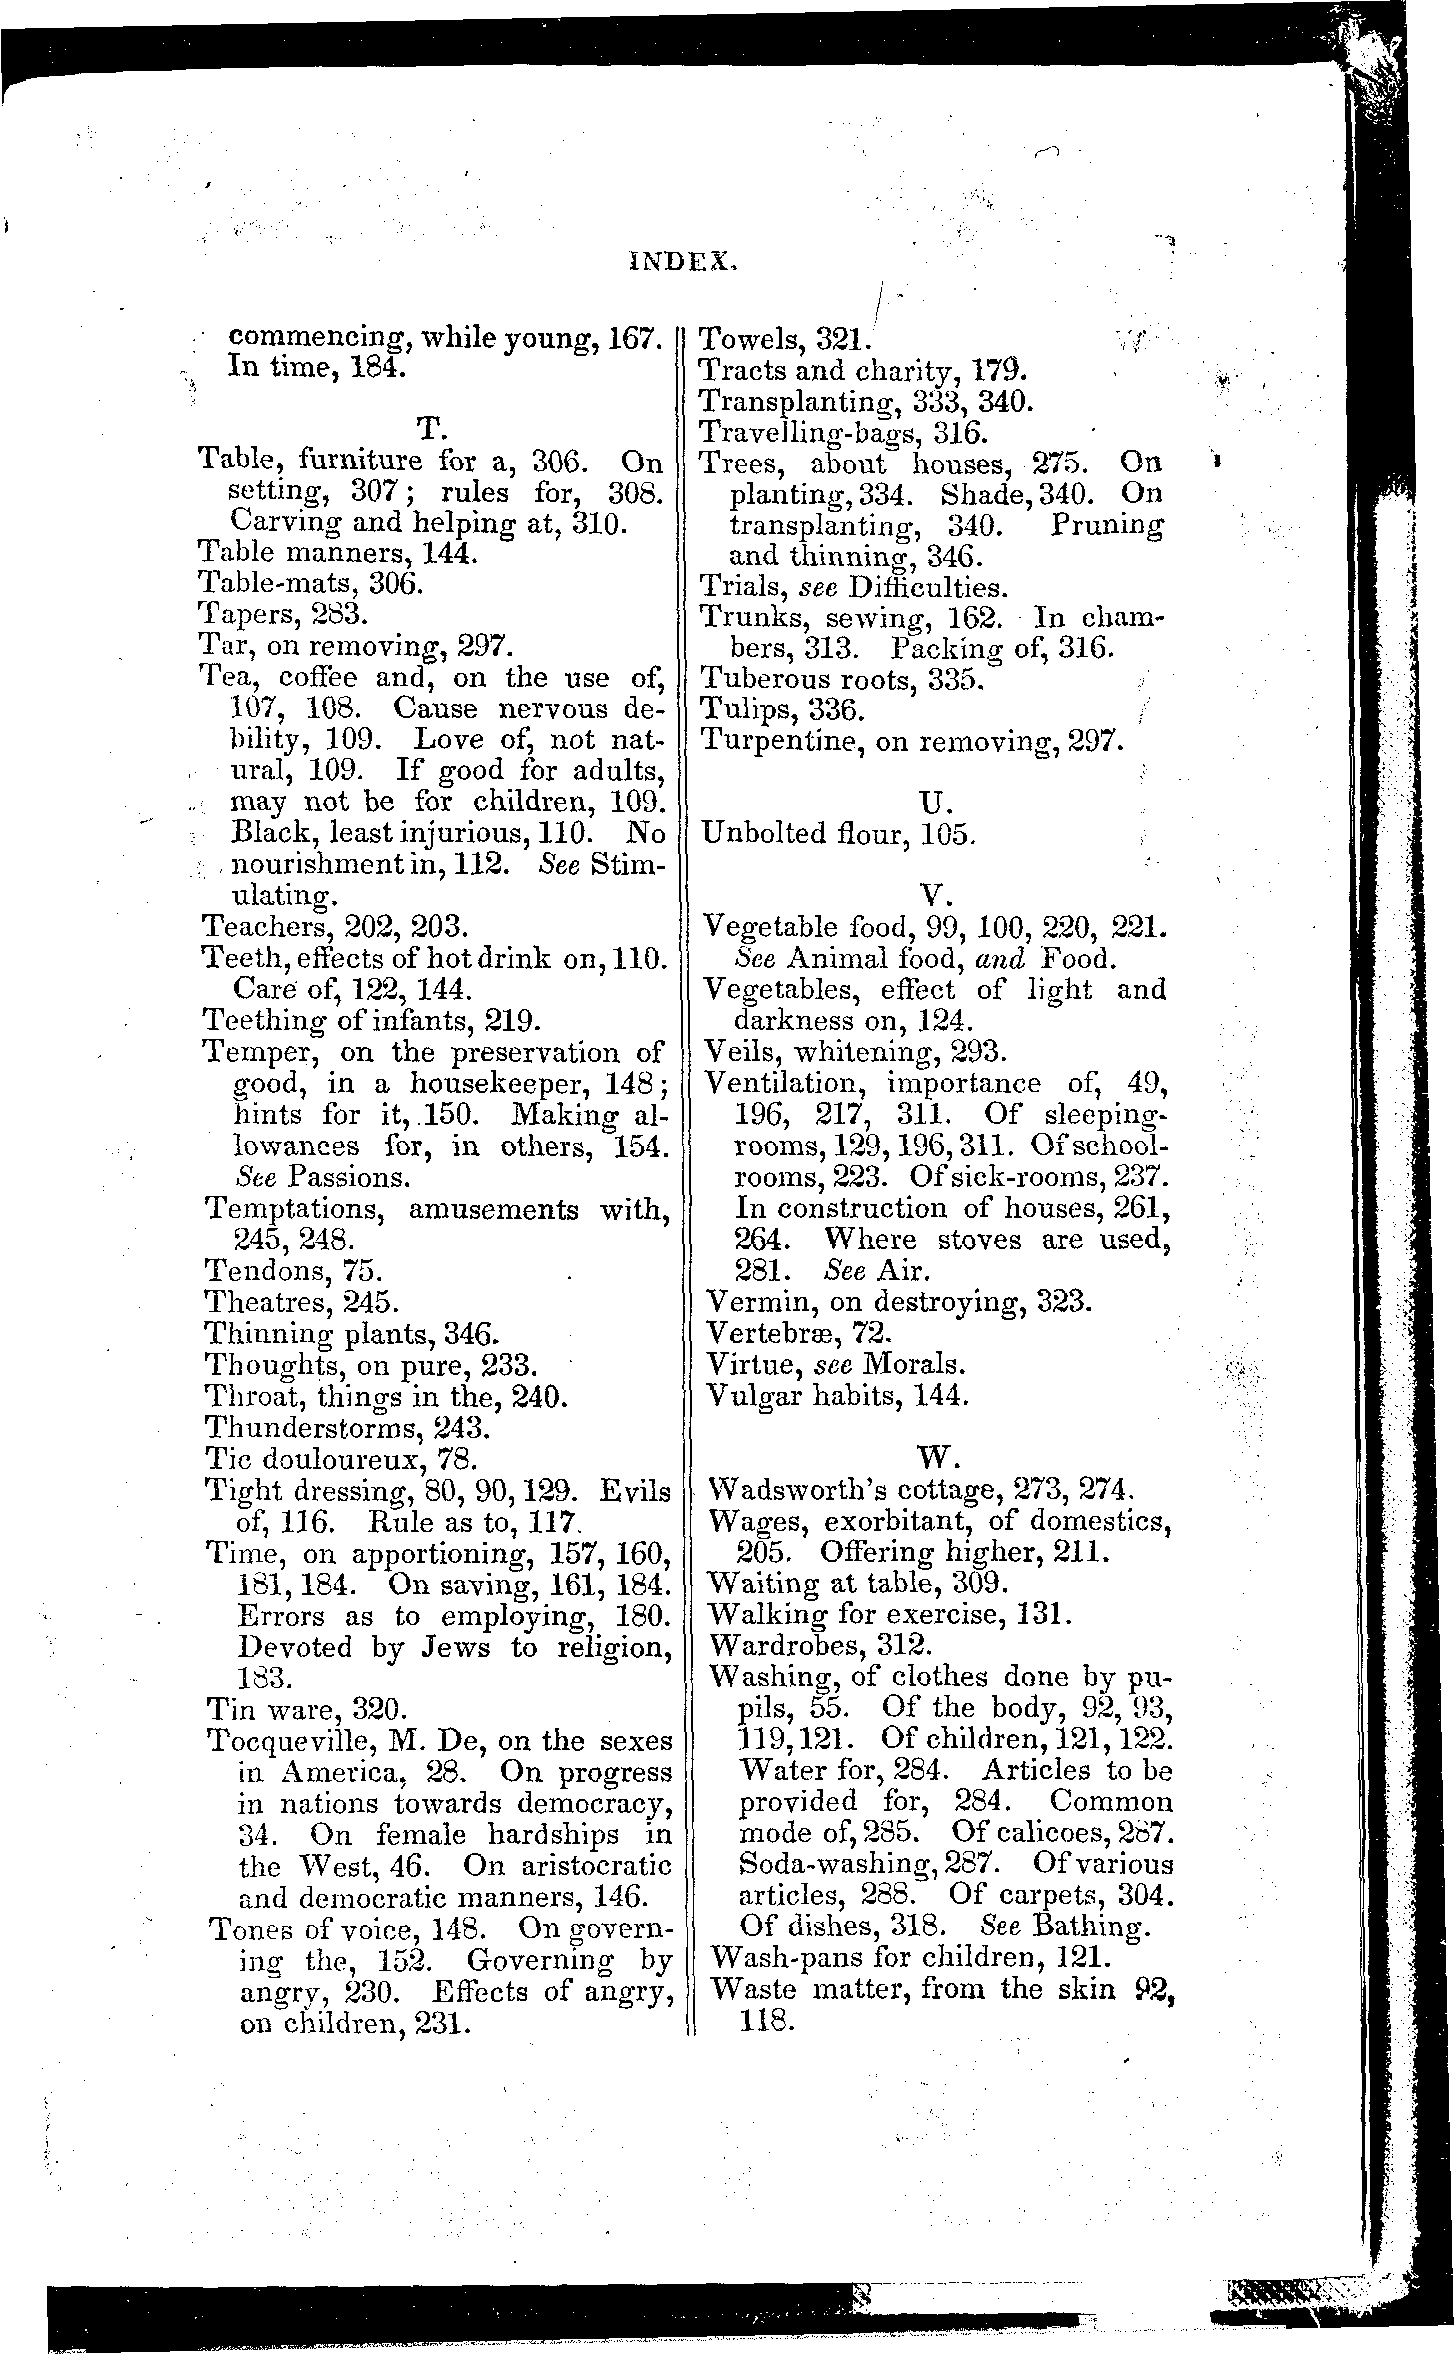 INDEX.
commencing, while young, 167.
In time, 184.
T.
Table, furniture for a, 306. On
setting, 307; rules for, 308.
Carving and helping at, 310.
Table manners, 144.
Table-mats, 306.
Tapers, 283.
Tar, on removing, 297.
Tea, coffee and, on the use of,
107, 108. Cause nervous de-
bility, 109. Love of, not nat-
ural, 109. If good for adults,
may not be for children, 109.
Black, least injurious, 110. No
nourishment in, 112. See Stim-
ulating.
Teachers, 202, 203.
Teeth, effects of hot drink on, 110.
Care of, 122, 144.
Teething of infants, 219.
Temper, on the preservation of
good, in a housekeeper, 148;
hints for it, 150. Making al-
lowances for, in others, 154.
See Passions.
Temptations, amusements with,
245, 248.
Tendons, 75.
Theatres, 245.
Thinning plants, 346.
Thoughts, on pure, 233.
Throat, things in the, 240.
Thunderstorms, 243.
Tic douloureux, 78.
Tight dressing, 80, 90, 129. Evils
of, 116. Rule as to, 117.
Time, on apportioning, 157, 160,
181, 184. On saving, 161, 184.
Errors as to employing, 180.
Devoted by Jews to religion,
183.
Tin ware, 320.
Tocqueville, M. De, on the sexes
in America, 28. On progress
in nations towards democracy,
34. On female hardships in
the West, 46. On aristocratic
and democratic manners, 146.
Tones of voice, 148. On govern-
ing the, 152. Governing by
angry, 230. Effects of angry,
on children, 231.
Towels, 321.
Tracts and charity, 179.
Transplanting, 333, 340.
Travelling-bags, 316.
Trees, about houses, 275. On
planting, 334. Shade, 340. On
transplanting, 340. Pruning
and thinning, 346.
Trials, see Difficulties.
Trunks, sewing, 162. In cham-
bers, 313. Packing of, 316.
Tuberous roots, 335.
Tulips, 336.
Turpentine, on removing, 297.
U.
Unbolted flour, 105.
V.
Vegetable food, 99, 100, 220, 221.
See Animal food, and Food.
Vegetables, effect of light and
darkness on, 124.
Veils, whitening, 293.
Ventilation, importance of, 49,
196, 217, 311. Of sleeping-
rooms, 129, 196, 311. Of school-
rooms, 223. Of sick-rooms, 237.
In construction of houses, 261,
264. Where stoves are used,
281. See Air.
Vermin, on destroying, 323.
Vertebræ, 72.
Virtue, see Morals.
Vulgar habits, 144.
W.
Wadsworth's cottage, 273, 274.
Wages, exorbitant, of domestics,
205. Offering higher, 211.
Waiting at table, 309.
Walking for exercise, 131.
Wardrobes, 312.
Washing, of clothes done by pu-
pils, 55. Of the body, 92, 93,
119, 121. Of children, 121, 122.
Water for, 284. Articles to be
provided for, 284. Common
mode of, 285. Of calicoes, 287.
Soda-washing, 287. Of various
articles, 288. Of carpets, 304.
Of dishes, 318. See Bathing.
Wash-pans for children, 121.
Waste matter, from the skin 92,
118.